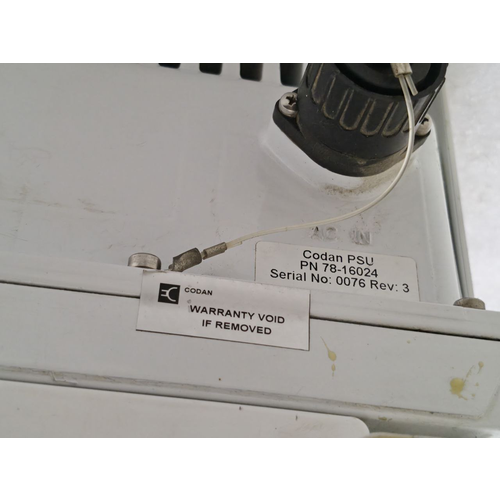 AC IN
Codan PSU
PN 78-16024
Serial No: 0076 Rev: 3
CODAN
WARRANTY VOID
IF REMOVED